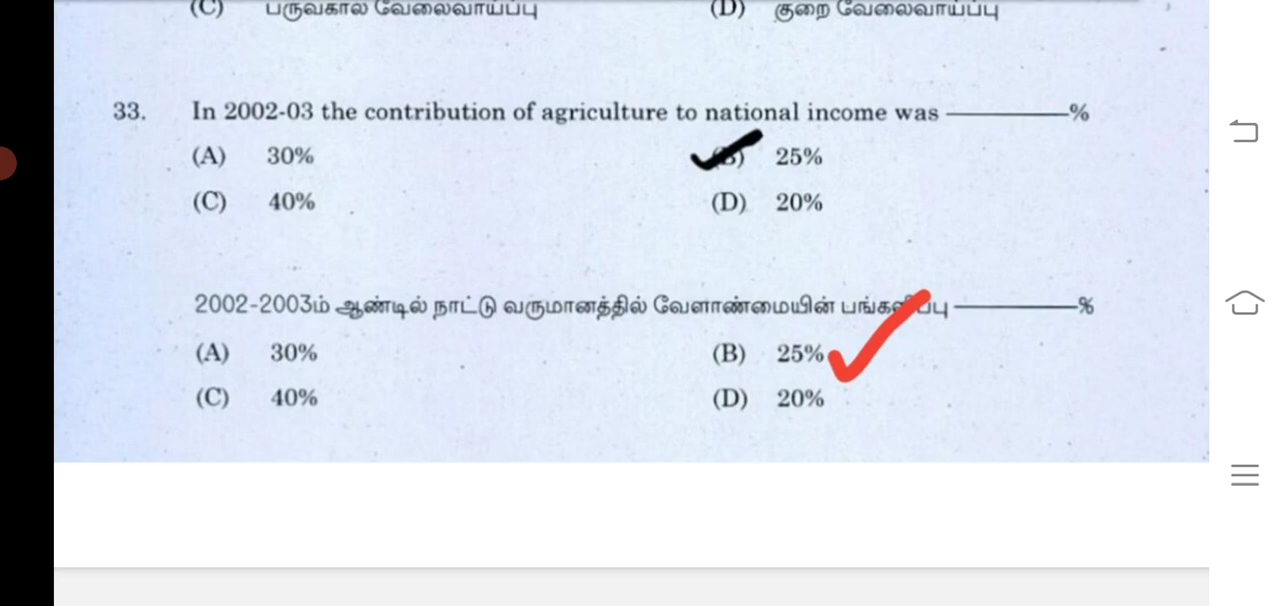 (C) பருவகால வேலைவாய்ப்பு (D) குறை வேலைவாய்ப்பு
33. In 2002-03 the contribution of agriculture to national income was ————%
(A) 30% (B) 25%
(C) 40% (D) 20%
2002-2003ம் ஆண்டில் நாட்டு வருமானத்தில் வேளாண்மையின் பங்களிப்பு ————%
(A) 30% (B) 25%
(C) 40% (D) 20%